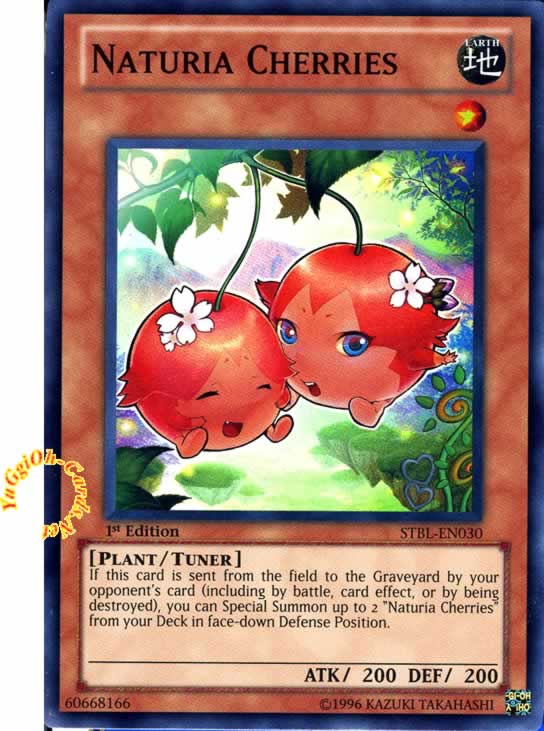 NATURIA CHERRIES
EARTH
地
YuGgiOh-Cards.Net
1st Edition
STBL-EN030
[PLANT/TUNER]
If this card is sent from the field to the Graveyard by your
opponent's card (including by battle, card effect, or by being
destroyed), you can Special Summon up to 2 "Naturia Cherries"
from your Deck in face-down Defense Position.
ATK/ 200 DEF/ 200
60668166
©1996 KAZUKI TAKAHASHI